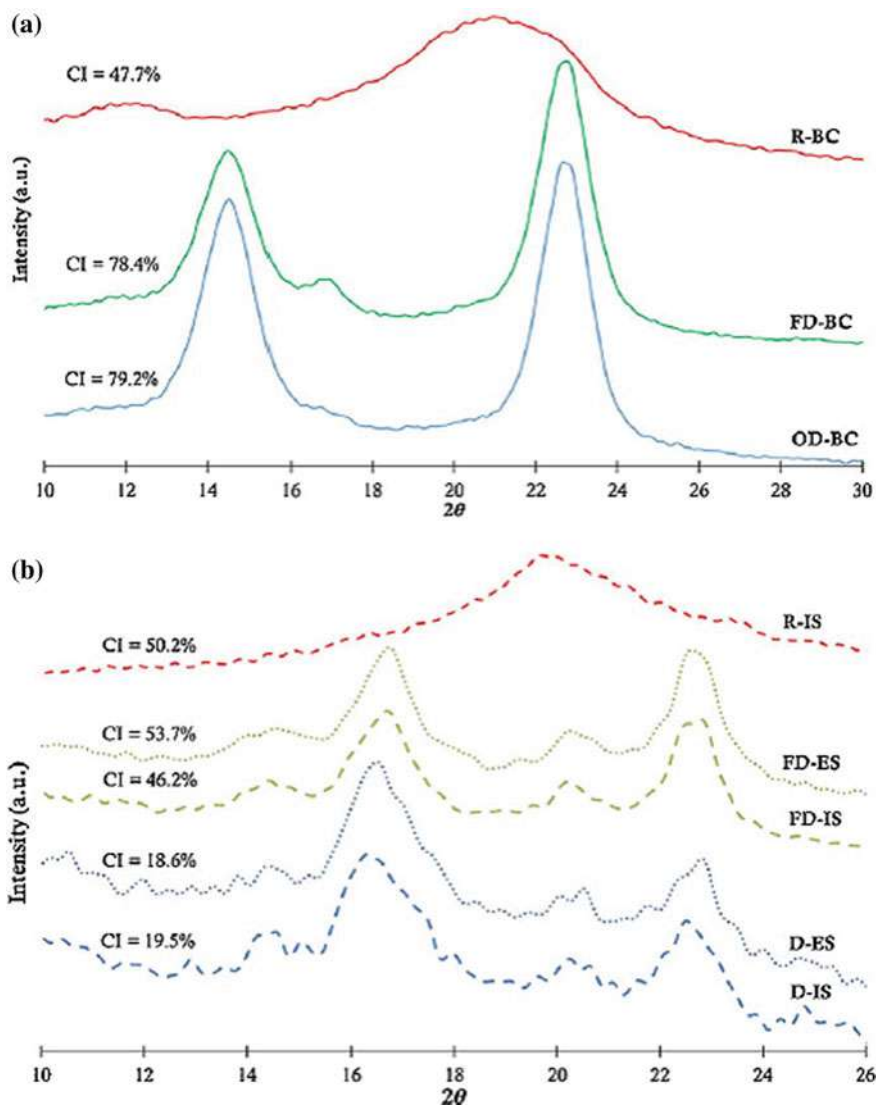 (a)
CI = 47.7%
R-BC
CI = 78.4%
FD-BC
CI = 79.2%
OD-BC
Intensity (a.u.)
10 12 14 16 18 20 22 24 26 28 30
2θ
(b)
R-IS
CI = 50.2%
CI = 53.7%
FD-ES
CI = 46.2%
FD-IS
CI = 18.6%
D-ES
CI = 19.5%
D-IS
Intensity (a.u.)
10 12 14 16 18 20 22 24 26
2θ